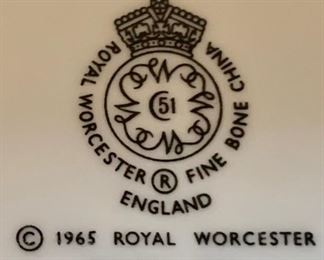 ROYAL WORCESTER ® FINE BONE CHINA
C 51
ENGLAND
© 1965 ROYAL WORCESTER